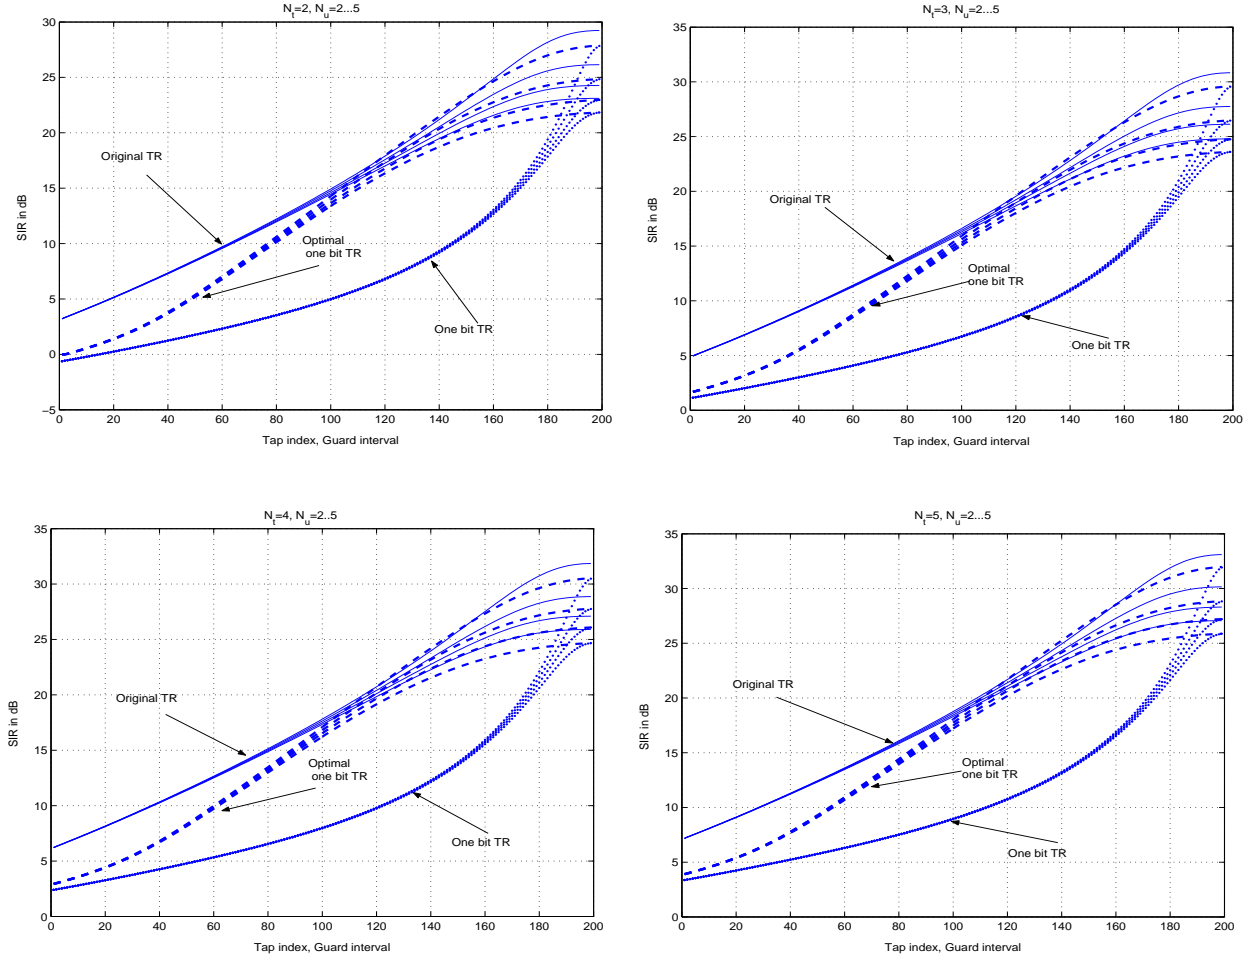 N_t=2, N_u=2...5
30
25
20
15
10
5
0
−5
SIR in dB
Original TR
Optimal
one bit TR
One bit TR
0 20 40 60 80 100 120 140 160 180 200
Tap index, Guard interval
N_t=3, N_u=2...5
35
30
25
20
15
10
5
0
SIR in dB
Original TR
Optimal
one bit TR
One bit TR
0 20 40 60 80 100 120 140 160 180 200
Tap index, Guard interval
N_t=4, N_u=2..5
35
30
25
20
15
10
5
0
SIR in dB
Original TR
Optimal
one bit TR
One bit TR
0 20 40 60 80 100 120 140 160 180 200
Tap index, Guard interval
N_t=5, N_u=2...5
35
30
25
20
15
10
5
0
SIR in dB
Original TR
Optimal
one bit TR
One bit TR
0 20 40 60 80 100 120 140 160 180 200
Tap index, Guard interval